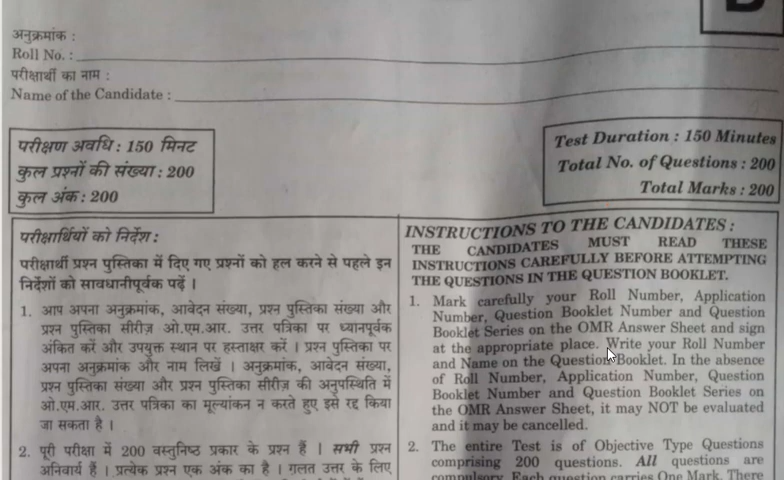 D
अनुक्रमांक :
Roll No. :
परीक्षार्थी का नाम :
Name of the Candidate :
परीक्षण अवधि : 150 मिनट
कुल प्रश्नों की संख्या : 200
कुल अंक : 200
Test Duration : 150 Minutes
Total No. of Questions : 200
Total Marks : 200
परीक्षार्थियों को निर्देश :
परीक्षार्थी प्रश्न पुस्तिका में दिए गए प्रश्नों को हल करने से पहले इन
निर्देशों को सावधानीपूर्वक पढ़ें ।
1. आप अपना अनुक्रमांक, आवेदन संख्या, प्रश्न पुस्तिका संख्या और
प्रश्न पुस्तिका सीरीज़ ओ.एम.आर. उत्तर पत्रिका पर ध्यानपूर्वक
अंकित करें और उपयुक्त स्थान पर हस्ताक्षर करें । प्रश्न पुस्तिका पर
अपना अनुक्रमांक और नाम लिखें । अनुक्रमांक, आवेदन संख्या,
प्रश्न पुस्तिका संख्या और प्रश्न पुस्तिका सीरीज़ की अनुपस्थिति में
ओ.एम.आर. उत्तर पत्रिका का मूल्यांकन न करते हुए इसे रद्द किया
जा सकता है ।
2. पूरी परीक्षा में 200 वस्तुनिष्ठ प्रकार के प्रश्न हैं । सभी प्रश्न
अनिवार्य हैं । प्रत्येक प्रश्न एक अंक का है । ग़लत उत्तर के लिए
INSTRUCTIONS TO THE CANDIDATES :
THE CANDIDATES MUST READ THESE
INSTRUCTIONS CAREFULLY BEFORE ATTEMPTING
THE QUESTIONS IN THE QUESTION BOOKLET.
1. Mark carefully your Roll Number, Application
Number, Question Booklet Number and Question
Booklet Series on the OMR Answer Sheet and sign
at the appropriate place. Write your Roll Number
and Name on the Question Booklet. In the absence
of Roll Number, Application Number, Question
Booklet Number and Question Booklet Series on
the OMR Answer Sheet, it may NOT be evaluated
and it may be cancelled.
2. The entire Test is of Objective Type Questions
comprising 200 questions. All questions are
compulsory. Each question carries One Mark. There